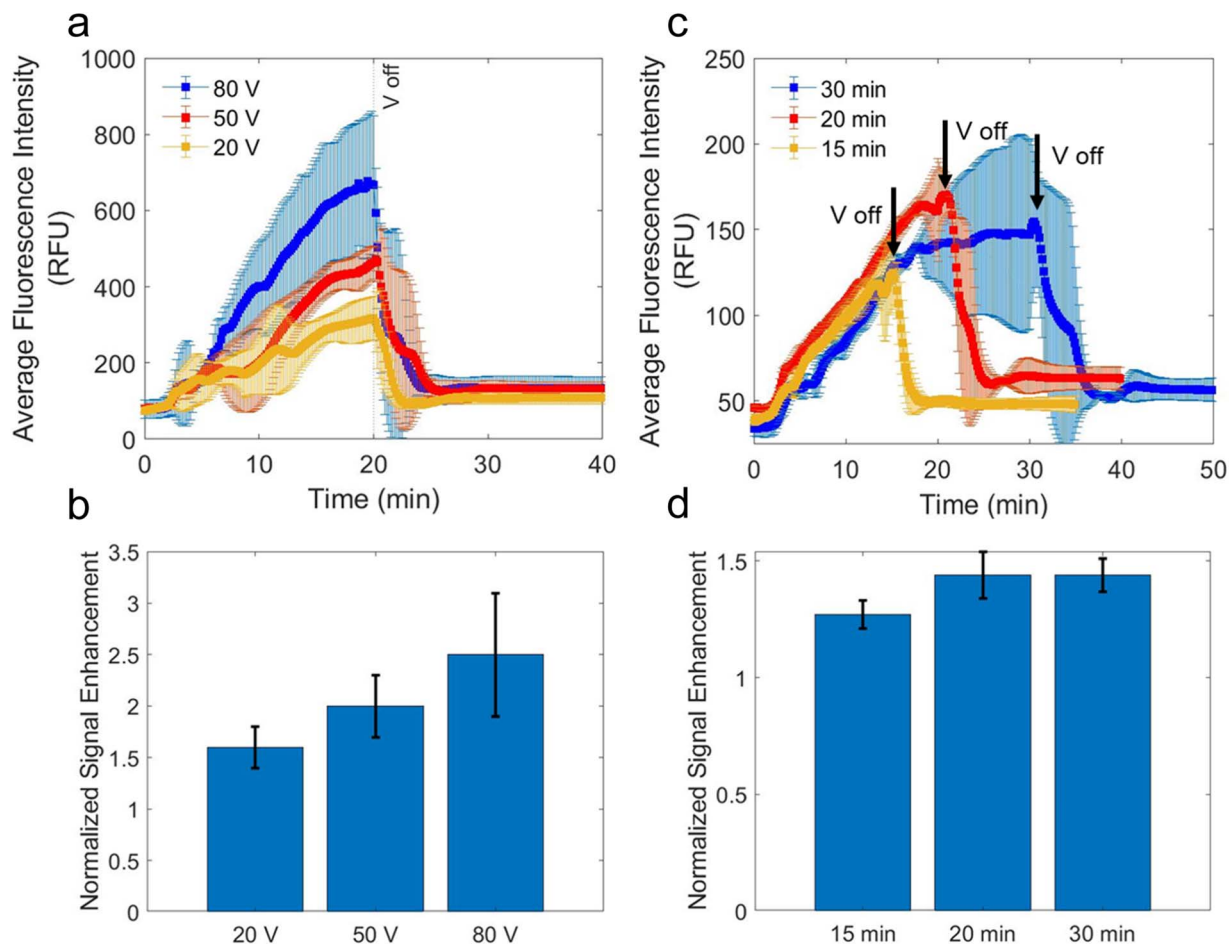 a
Average Fluorescence Intensity
(RFU)
1000
800
600
400
200
0
80 V
50 V
20 V
V off
0
10
20
30
40
Time (min)
c
Average Fluorescence Intensity
(RFU)
250
200
150
100
50
30 min
20 min
15 min
V off
V off
V off
0
10
20
30
40
50
Time (min)
b
Normalized Signal Enhancement
3.5
3
2.5
2
1.5
1
0.5
0
20 V
50 V
80 V
d
Normalized Signal Enhancement
1.5
1
0.5
0
15 min
20 min
30 min